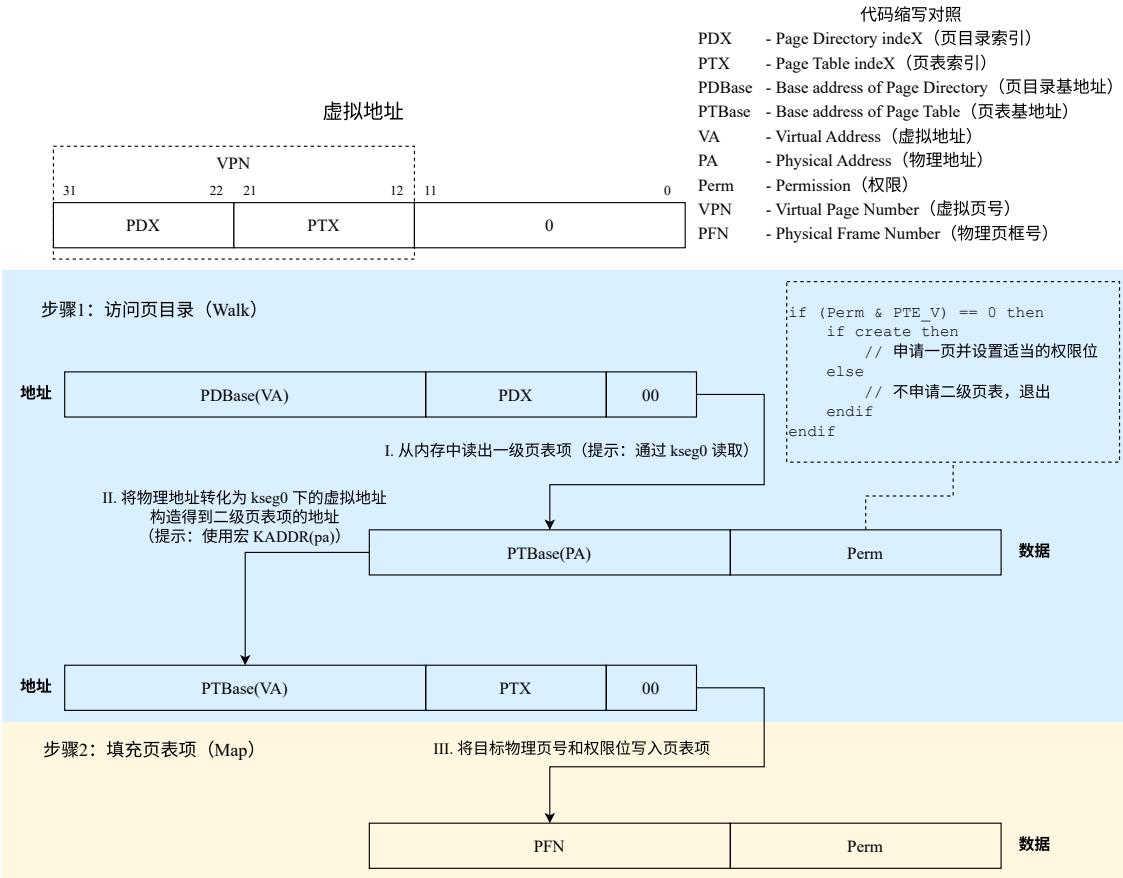 代码缩写对照
PDX - Page Directory indeX（页目录索引）
PTX - Page Table indeX（页表索引）
PDBase - Base address of Page Directory（页目录基地址）
PTBase - Base address of Page Table（页表基地址）
VA - Virtual Address（虚拟地址）
PA - Physical Address（物理地址）
Perm - Permission（权限）
VPN - Virtual Page Number（虚拟页号）
PFN - Physical Frame Number（物理页框号）
虚拟地址
VPN
31 22 21 12 11 0
PDX PTX 0
步骤1：访问页目录（Walk）
if (Perm & PTE_V) == 0 then
if create then
// 申请一页并设置适当的权限位
else
// 不申请二级页表，退出
endif
endif
地址 PDBase(VA) PDX 00
I. 从内存中读出一级页表项（提示：通过 kseg0 读取）
II. 将物理地址转化为 kseg0 下的虚拟地址
构造得到二级页表项的地址
（提示：使用宏 KADDR(pa)）
PTBase(PA) Perm 数据
地址 PTBase(VA) PTX 00
步骤2：填充页表项（Map）
III. 将目标物理页号和权限位写入页表项
PFN Perm 数据